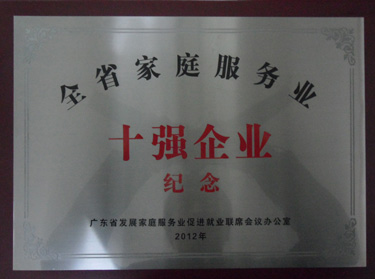 全省家庭服务业
十强企业
纪念
广东省发展家庭服务业促进就业联席会议办公室
2012年